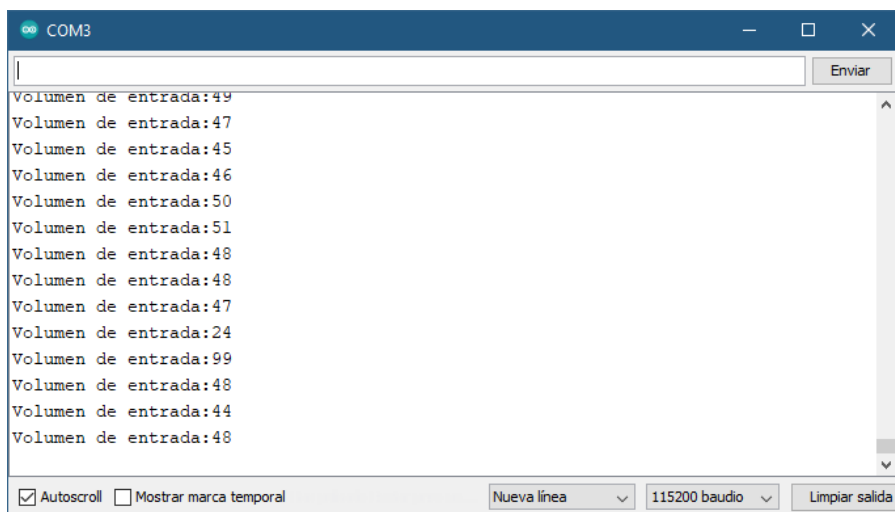 COM3
Enviar
Volumen de entrada:49
Volumen de entrada:47
Volumen de entrada:45
Volumen de entrada:46
Volumen de entrada:50
Volumen de entrada:51
Volumen de entrada:48
Volumen de entrada:48
Volumen de entrada:47
Volumen de entrada:24
Volumen de entrada:99
Volumen de entrada:48
Volumen de entrada:44
Volumen de entrada:48
Autoscroll Mostrar marca temporal Nueva línea 115200 baudio Limpiar salida